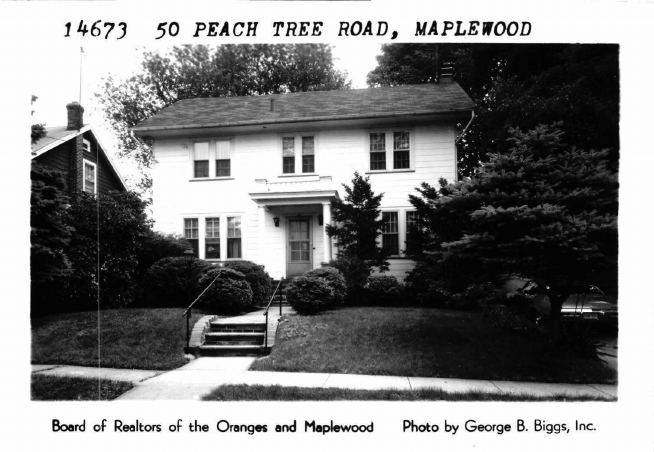 14673 50 PEACH TREE ROAD, MAPLEWOOD
Board of Realtors of the Oranges and Maplewood Photo by George B. Biggs, Inc.